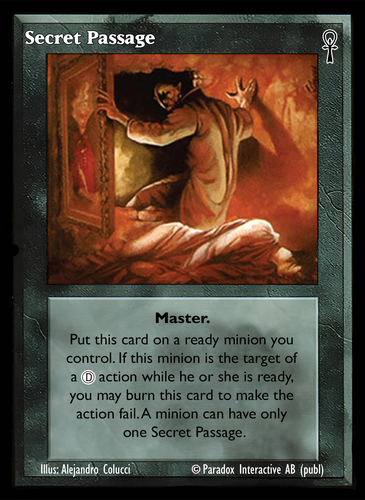 Secret Passage
Master.
Put this card on a ready minion you
control. If this minion is the target of
a Ⓓ action while he or she is ready,
you may burn this card to make the
action fail. A minion can have only
one Secret Passage.
Illus: Alejandro Colucci © Paradox Interactive AB (publ)